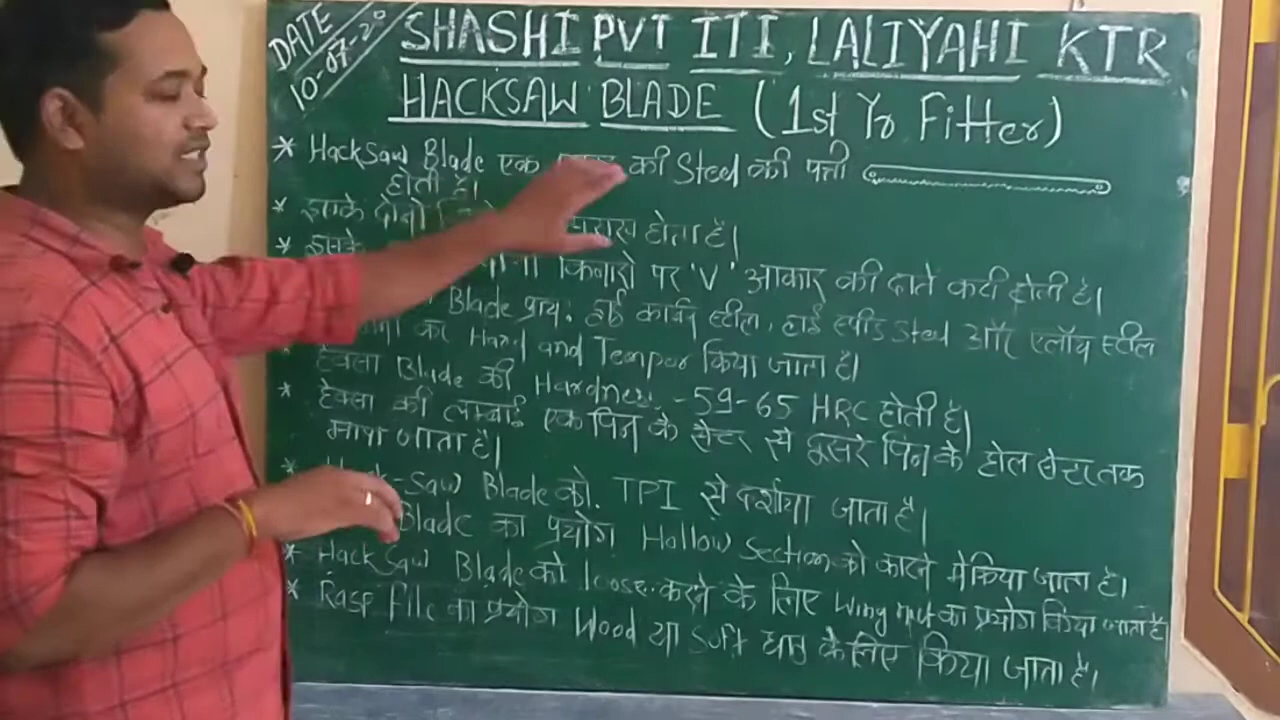 DATE
10-07-20
SHASHI PVT ITI, LALIYAHI KTR
HACKSAW BLADE (1st Yr Fitter)
* HackSaw Blade एक की Steel की पत्ती
होती है।
* इसके दोनो होता है।
* इसके किनारो पर 'V' आकार की दाते कटी होती है।
Blade प्राय: हाई कार्बन स्टील, हाई स्पीड Steel और एलॉय स्टील
का Hard and Temper किया जाता है।
हैक्सा Blade की Hardness - 59-65 HRC होती है।
* हैक्सा की लम्बाई एक पिन के सेंटर से दूसरे पिन के होल सेंटर तक
मापा जाता है।
* Saw Blade को. TPI से दर्शाया जाता है।
Blade का प्रयोग Hollow Section को काटने मे किया जाता है।
* HackSaw Blade को loose करने के लिए Wing nut का प्रयोग किया जाता है
* Rasp File का प्रयोग Wood या Soft धातु के लिए किया जाता है।